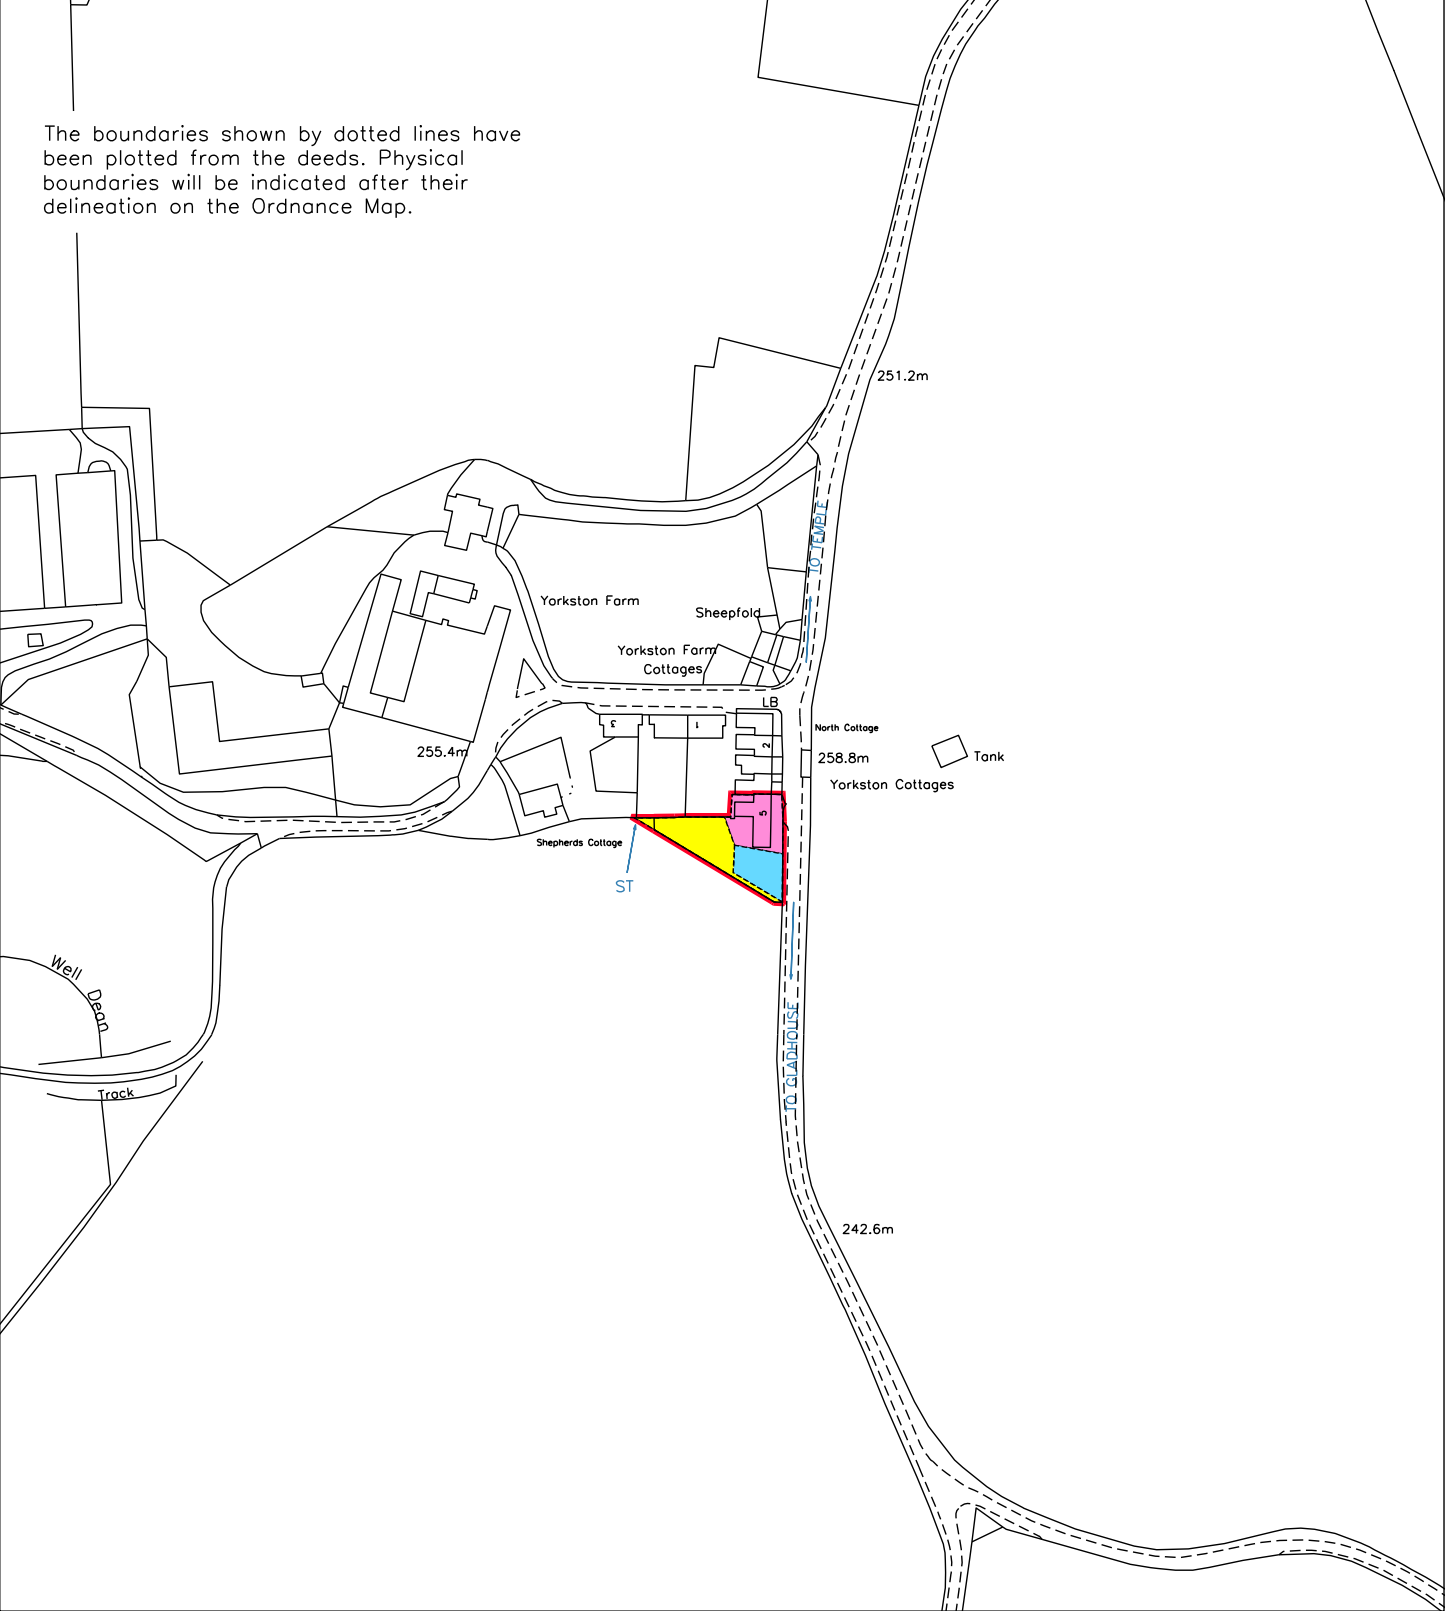 The boundaries shown by dotted lines have
been plotted from the deeds. Physical
boundaries will be indicated after their
delineation on the Ordnance Map.
251.2m
TO TEMPLE
Yorkston Farm
Sheepfold
Yorkston Farm
Cottages
LB
3
1
2
North Cottage
255.4m
258.8m
Tank
Yorkston Cottages
5
Shepherds Cottage
ST
Well Dean
TO GLADHOUSE
Track
242.6m